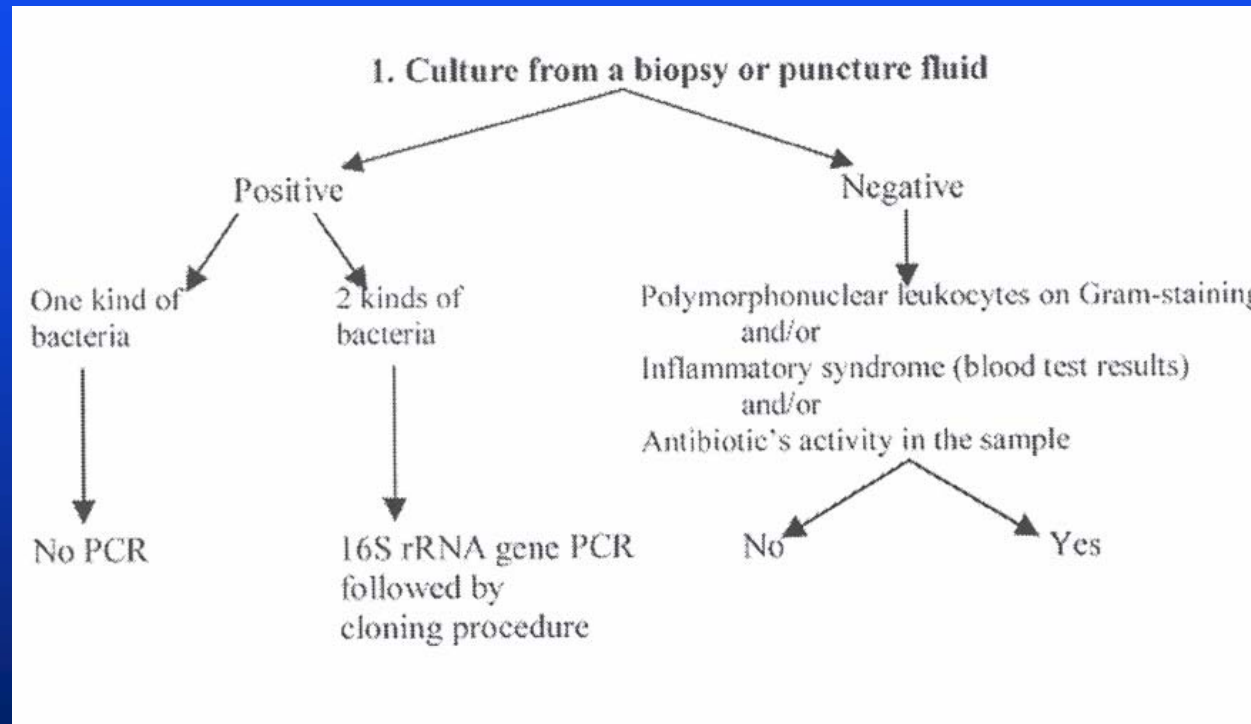 1. Culture from a biopsy or puncture fluid
Positive
Negative
One kind of
bacteria
2 kinds of
bacteria
Polymorphonuclear leukocytes on Gram-staining
and/or
Inflammatory syndrome (blood test results)
and/or
Antibiotic's activity in the sample
No PCR
16S rRNA gene PCR
followed by
cloning procedure
No
Yes